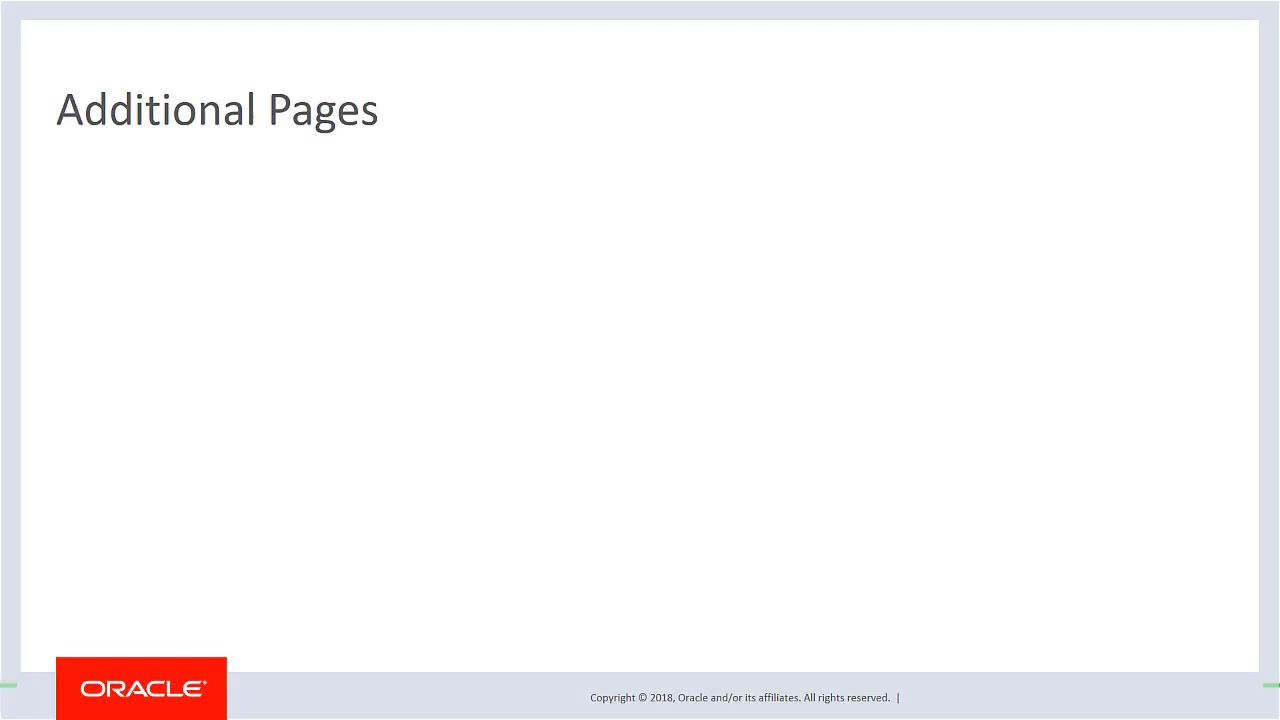 Additional Pages
ORACLE®
Copyright © 2018, Oracle and/or its affiliates. All rights reserved. |